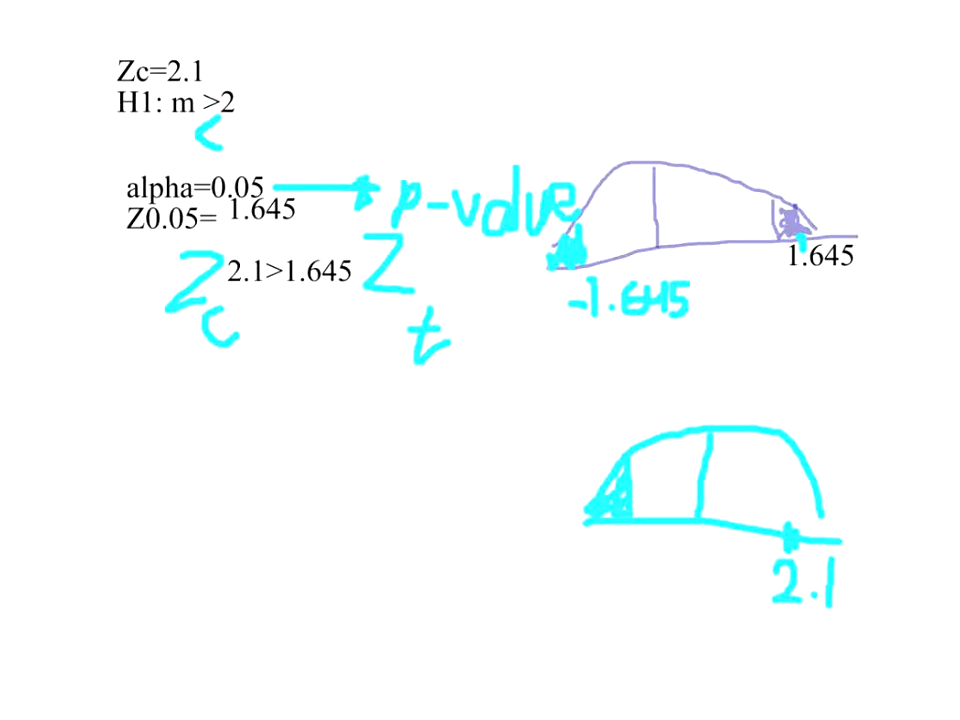 Zc=2.1
H1: m >2
<
alpha=0.05 → p-value
Z0.05= 1.645
Zc 2.1>1.645 Zt
1.645
-1.645
2.1